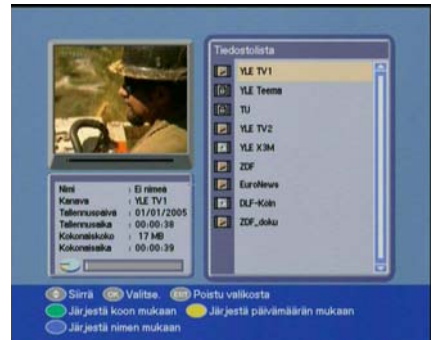 Tiedostolista
YLE TV1
YLE Teema
TU
YLE TV2
YLE X3M
ZDF
EuroNews
DLF-Koln
ZDF_doku
Nimi : Ei nimeä
Kanava : YLE TV1
Tallennuspäivä : 01/01/2005
Tallennusaika : 00:00:38
Kokonaiskoko : 17 MB
Kokonaisaika : 00:00:39
Siirrä OK Valitse. EXIT Poistu valikosta
Järjestä koon mukaan Järjestä päivämäärän mukaan
Järjestä nimen mukaan